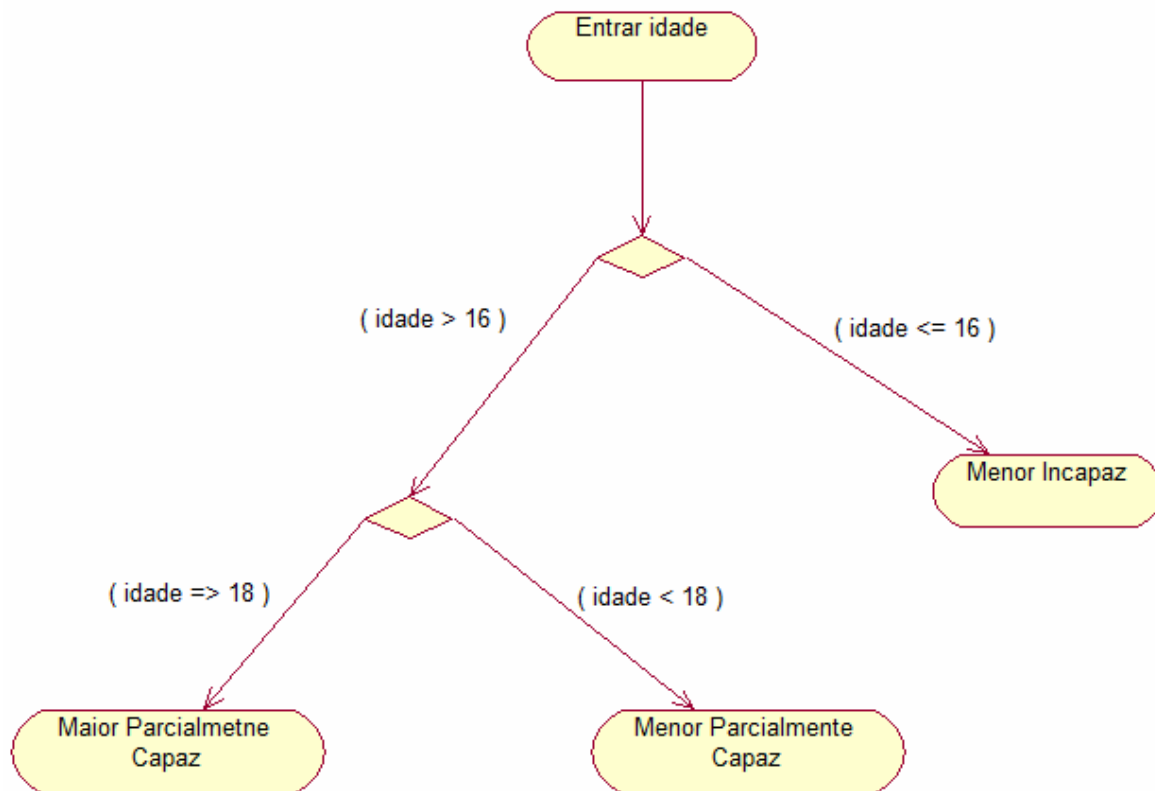 Entrar idade
( idade > 16 )
( idade <= 16 )
Menor Incapaz
( idade => 18 )
( idade < 18 )
Maior Parcialmetne
Capaz
Menor Parcialmente
Capaz